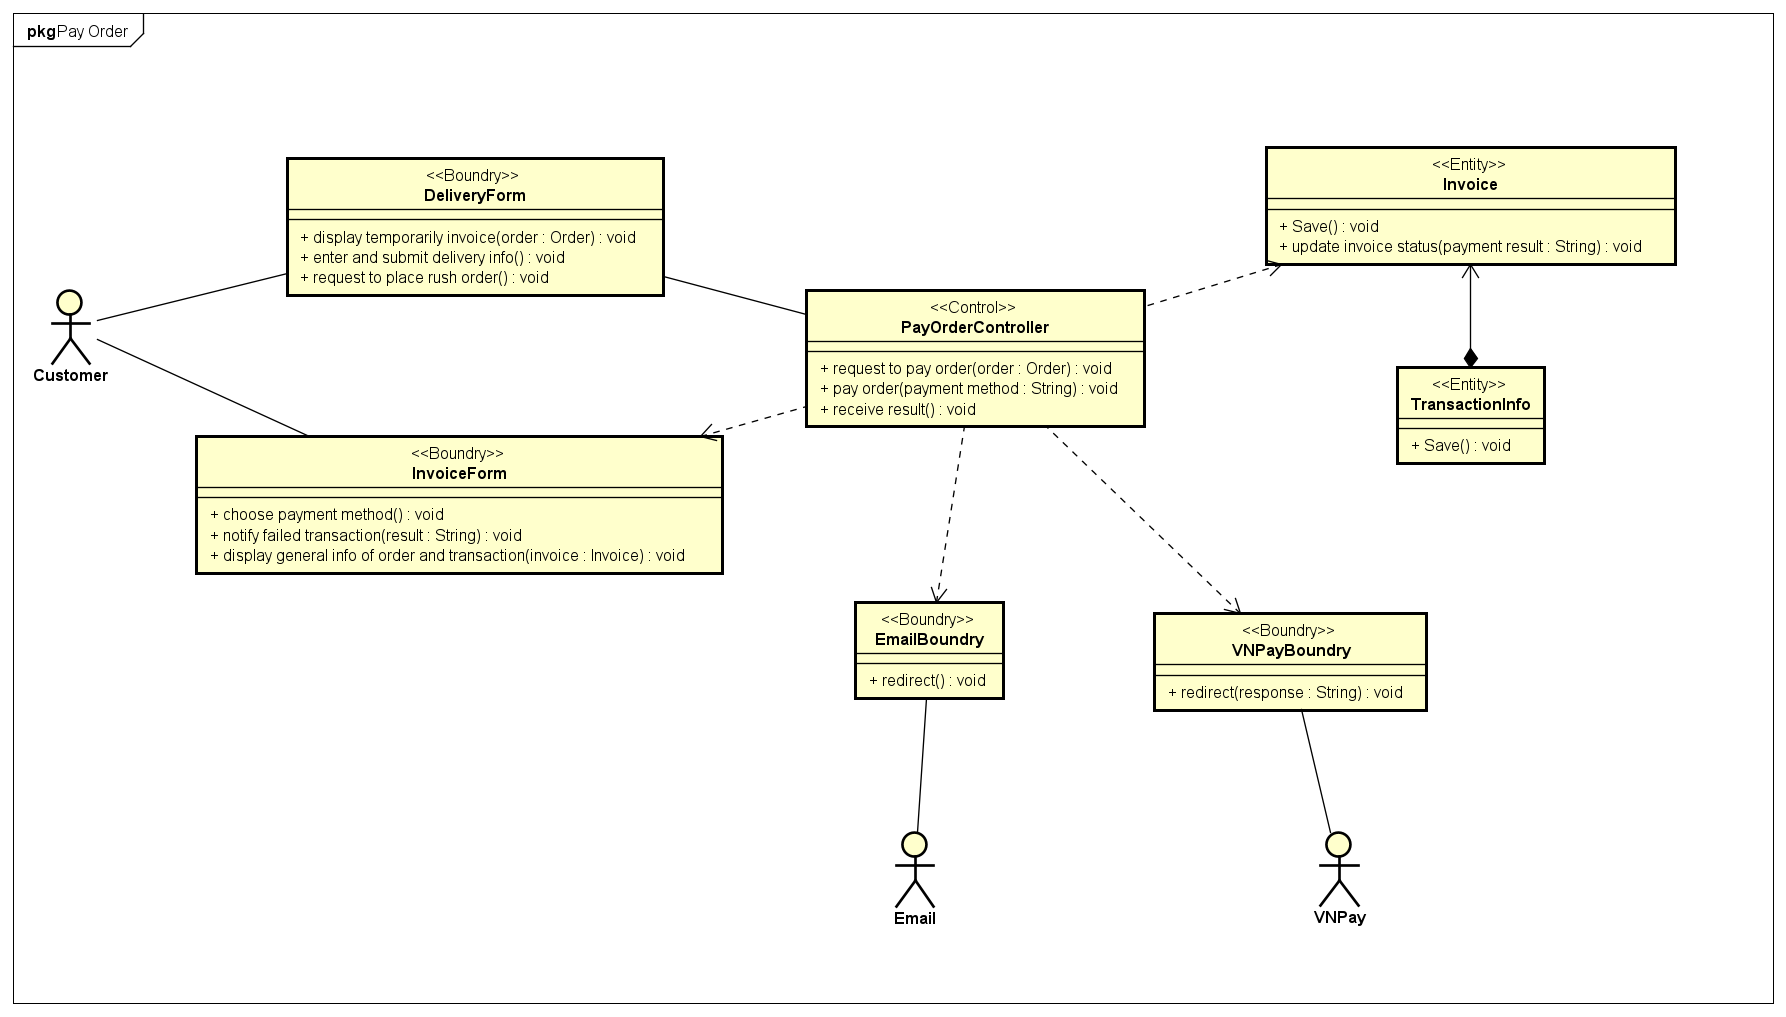 pkg Pay Order
<<Boundry>>
DeliveryForm
+ display temporarily invoice(order : Order) : void
+ enter and submit delivery info() : void
+ request to place rush order() : void
<<Entity>>
Invoice
+ Save() : void
+ update invoice status(payment result : String) : void
Customer
<<Control>>
PayOrderController
+ request to pay order(order : Order) : void
+ pay order(payment method : String) : void
+ receive result() : void
<<Entity>>
TransactionInfo
+ Save() : void
<<Boundry>>
InvoiceForm
+ choose payment method() : void
+ notify failed transaction(result : String) : void
+ display general info of order and transaction(invoice : Invoice) : void
<<Boundry>>
EmailBoundry
+ redirect() : void
<<Boundry>>
VNPayBoundry
+ redirect(response : String) : void
Email
VNPay